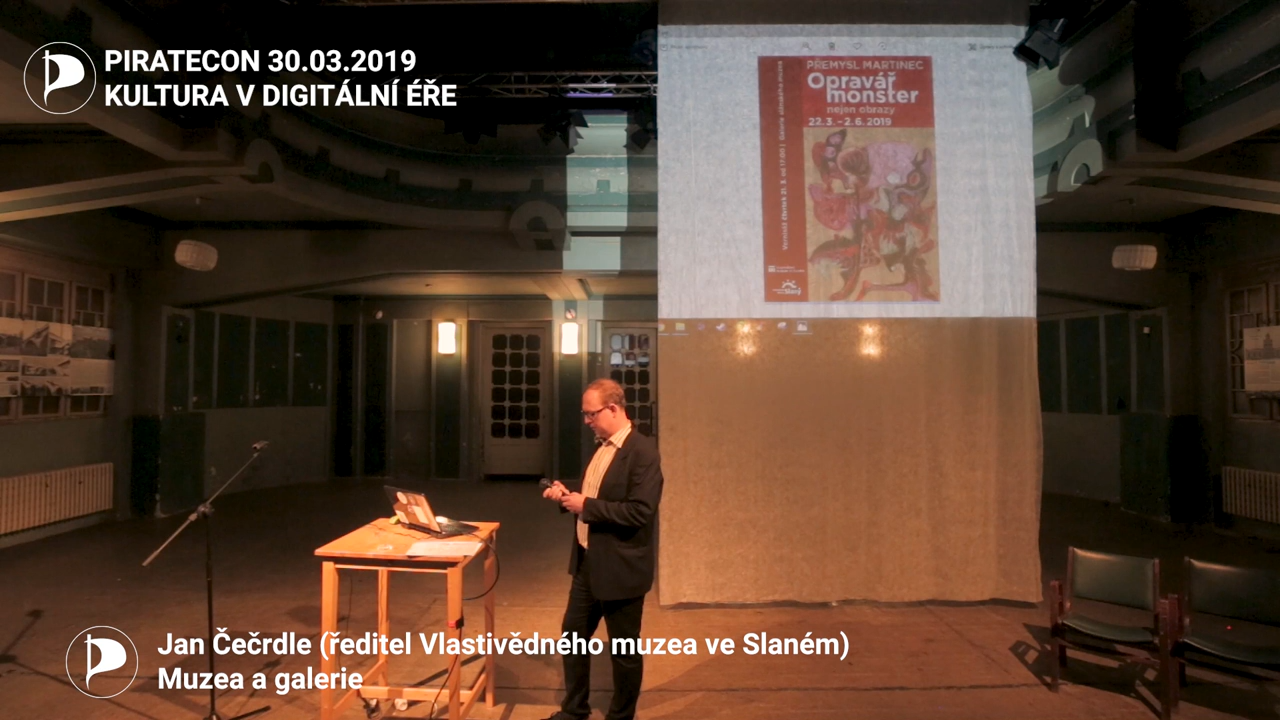 PIRATECON 30.03.2019
KULTURA V DIGITÁLNÍ ÉŘE
PŘEMYSL MARTINEC
Opravář
monster
nejen obrazy
22.3. - 2.6. 2019
Jan Čečrdle (ředitel Vlastivědného muzea ve Slaném)
Muzea a galerie